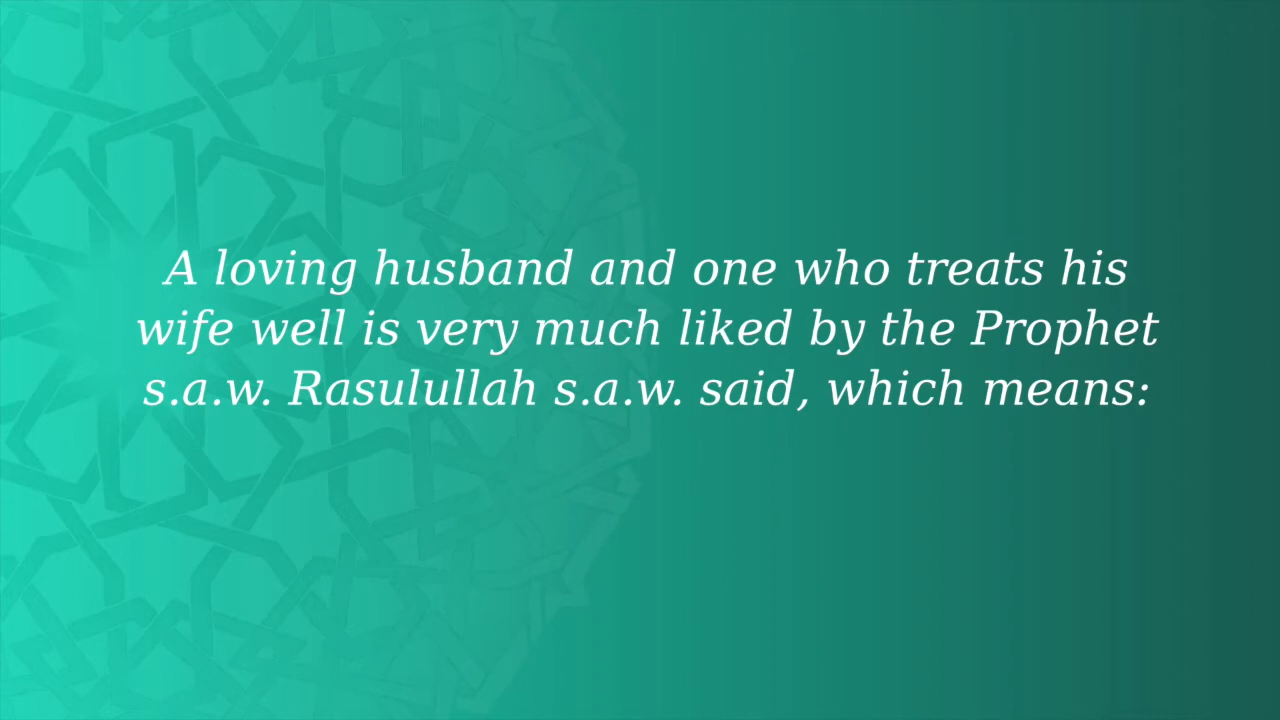 A loving husband and one who treats his
wife well is very much liked by the Prophet
s.a.w. Rasulullah s.a.w. said, which means: